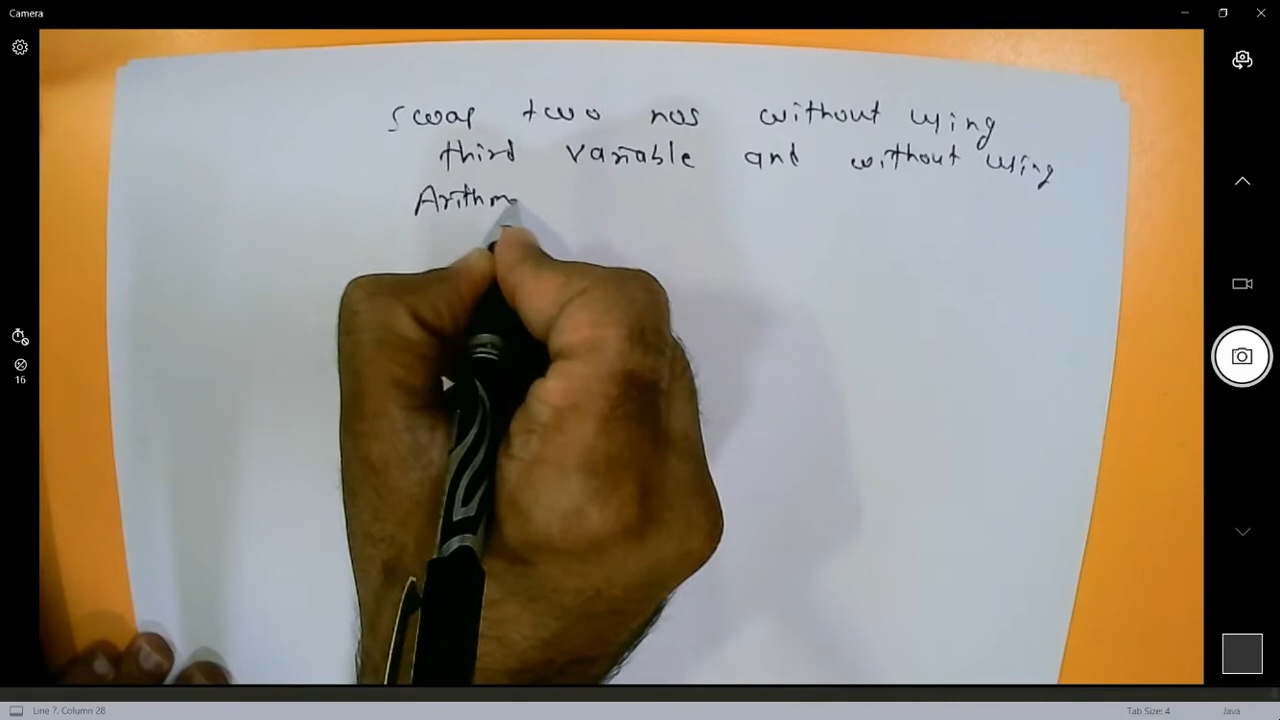 Camera
swap two nos without using
third variable and without using
Arithm
16
Line 7, Column 28
Tab Size: 4
Java